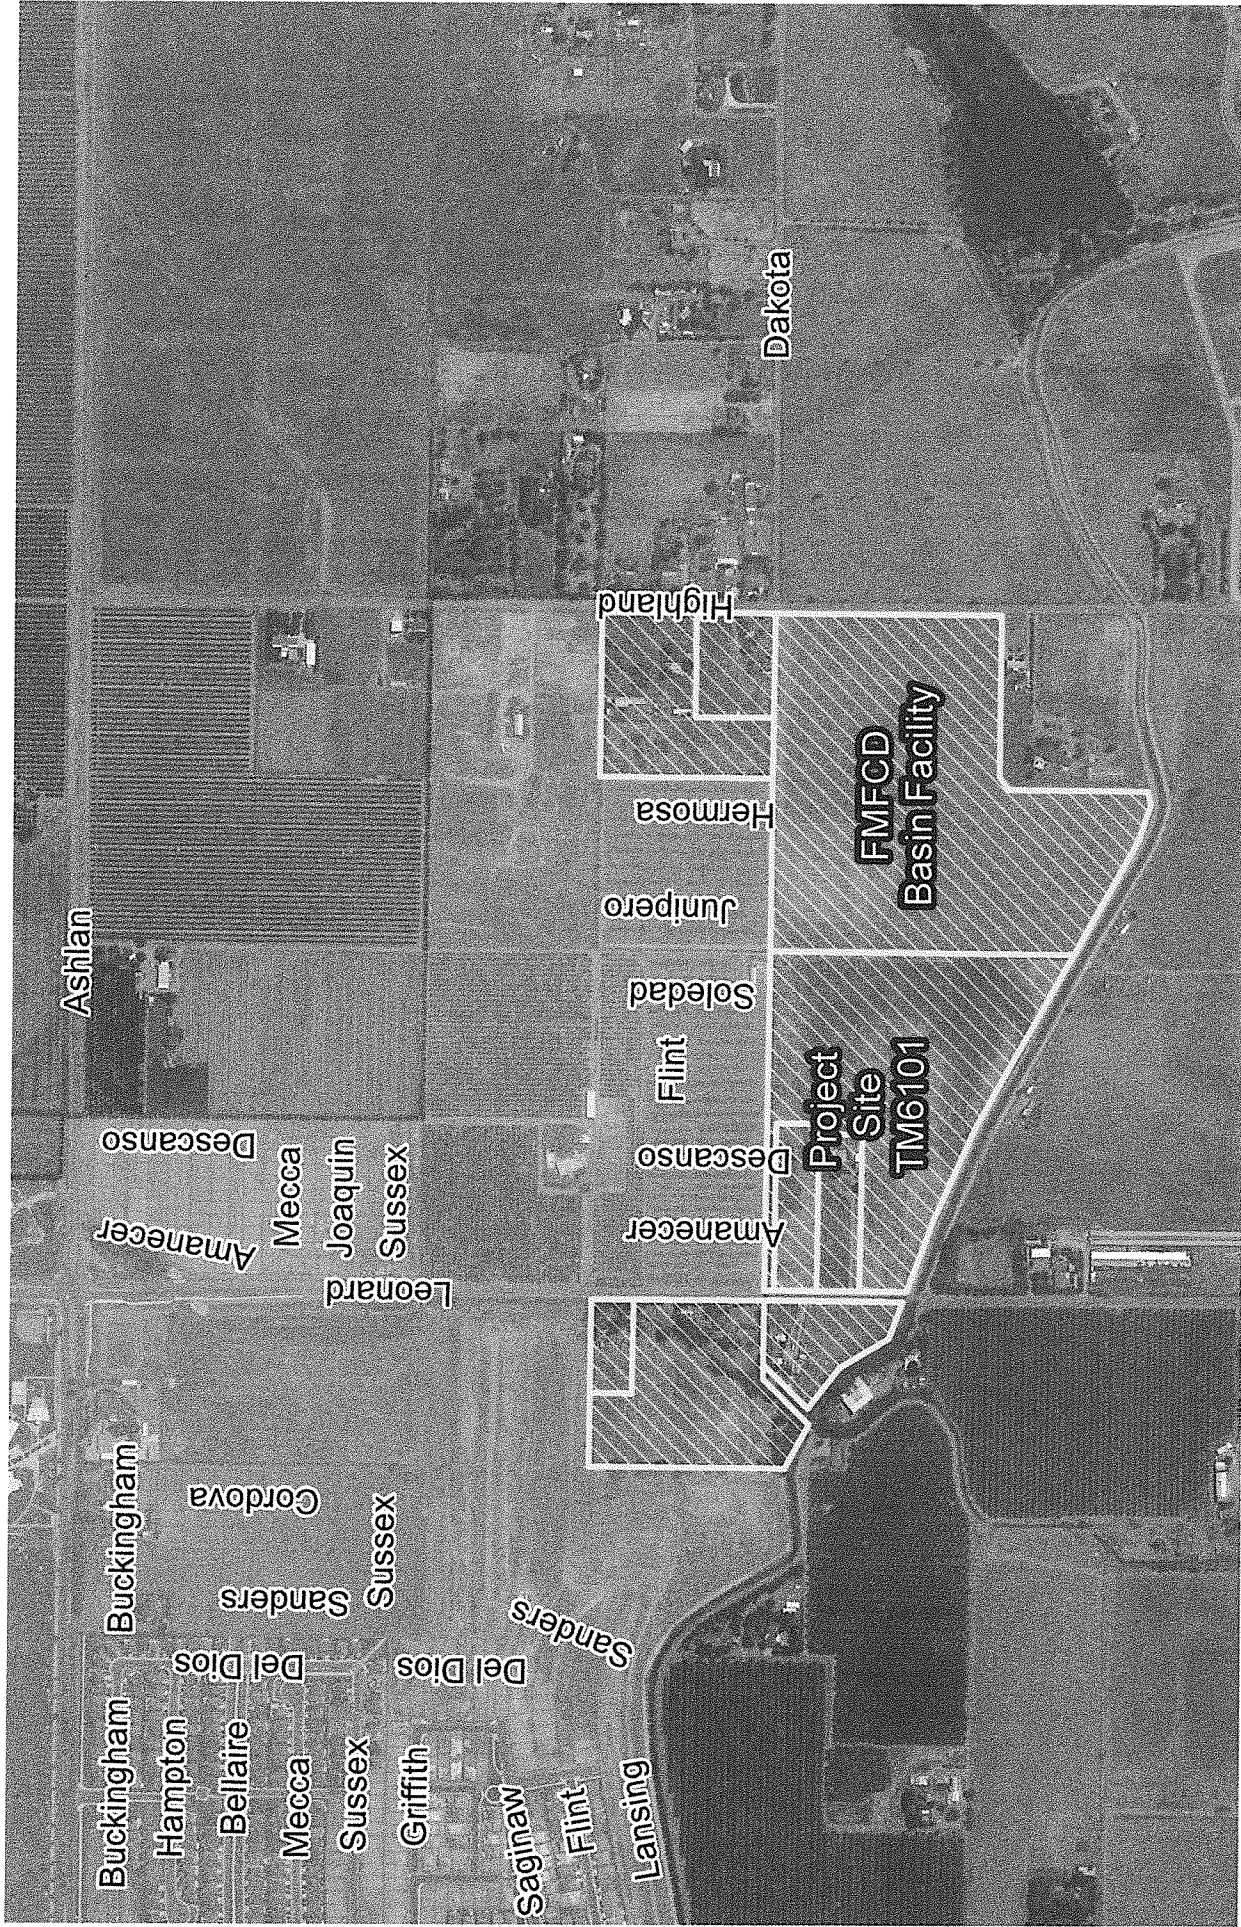 Ashlan
Buckingham
Buckingham
Hampton
Bellaire
Mecca
Sussex
Griffith
Saginaw
Flint
Lansing
Del Dios
Del Dios
Sanders
Sanders
Cordova
Sussex
Leonard
Amanecer
Descanso
Mecca
Joaquin
Sussex
Amanecer
Descanso
Flint
Soledad
Junipero
Hermosa
Highland
Dakota
Project
Site
TM6101
FMFCD
Basin Facility